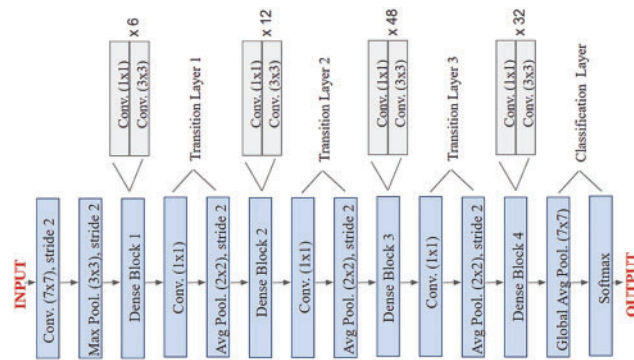 INPUT
Conv. (7x7), stride 2
Max Pool. (3x3), stride 2
Dense Block 1
Conv. (1x1)
Conv. (3x3)
x 6
Conv. (1x1)
Avg Pool. (2x2), stride 2
Transition Layer 1
Dense Block 2
Conv. (1x1)
Conv. (3x3)
x 12
Conv. (1x1)
Avg Pool. (2x2), stride 2
Transition Layer 2
Dense Block 3
Conv. (1x1)
Conv. (3x3)
x 48
Conv. (1x1)
Avg Pool. (2x2), stride 2
Transition Layer 3
Dense Block 4
Conv. (1x1)
Conv. (3x3)
x 32
Global Avg Pool. (7x7)
Softmax
Classification Layer
OUTPUT